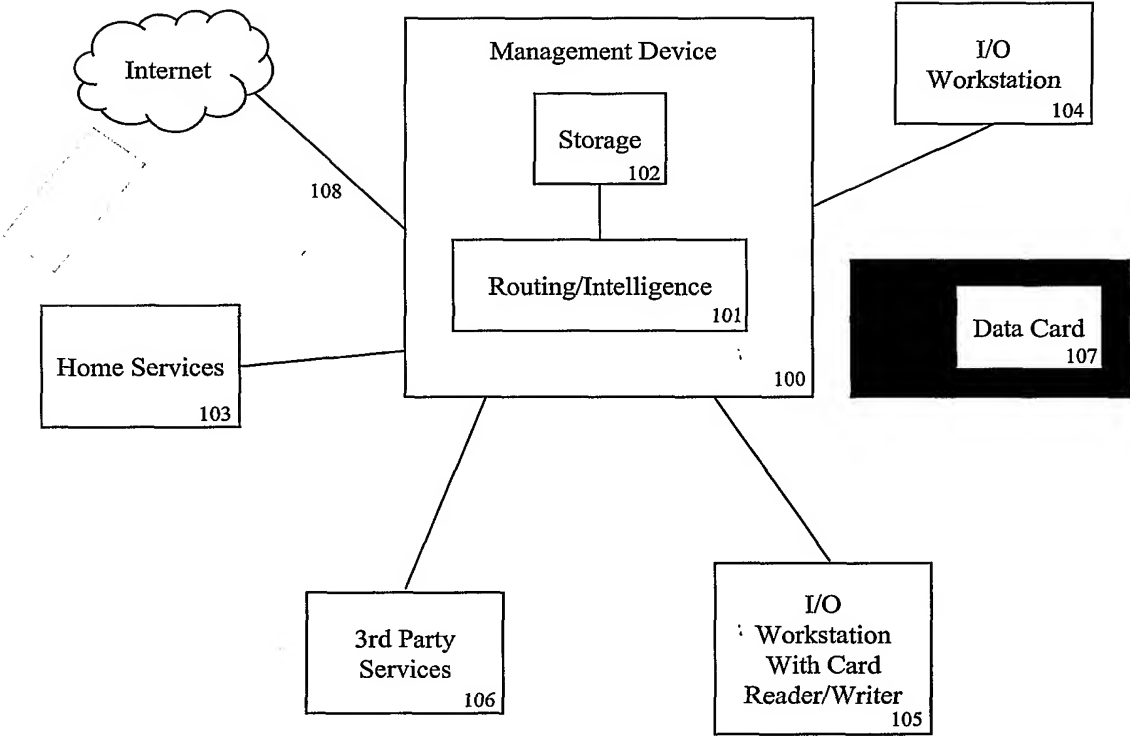 Internet
108
Management Device
Storage
102
Routing/Intelligence
101
100
I/O
Workstation
104
Home Services
103
Data Card
107
3rd Party
Services
106
I/O
Workstation
With Card
Reader/Writer
105